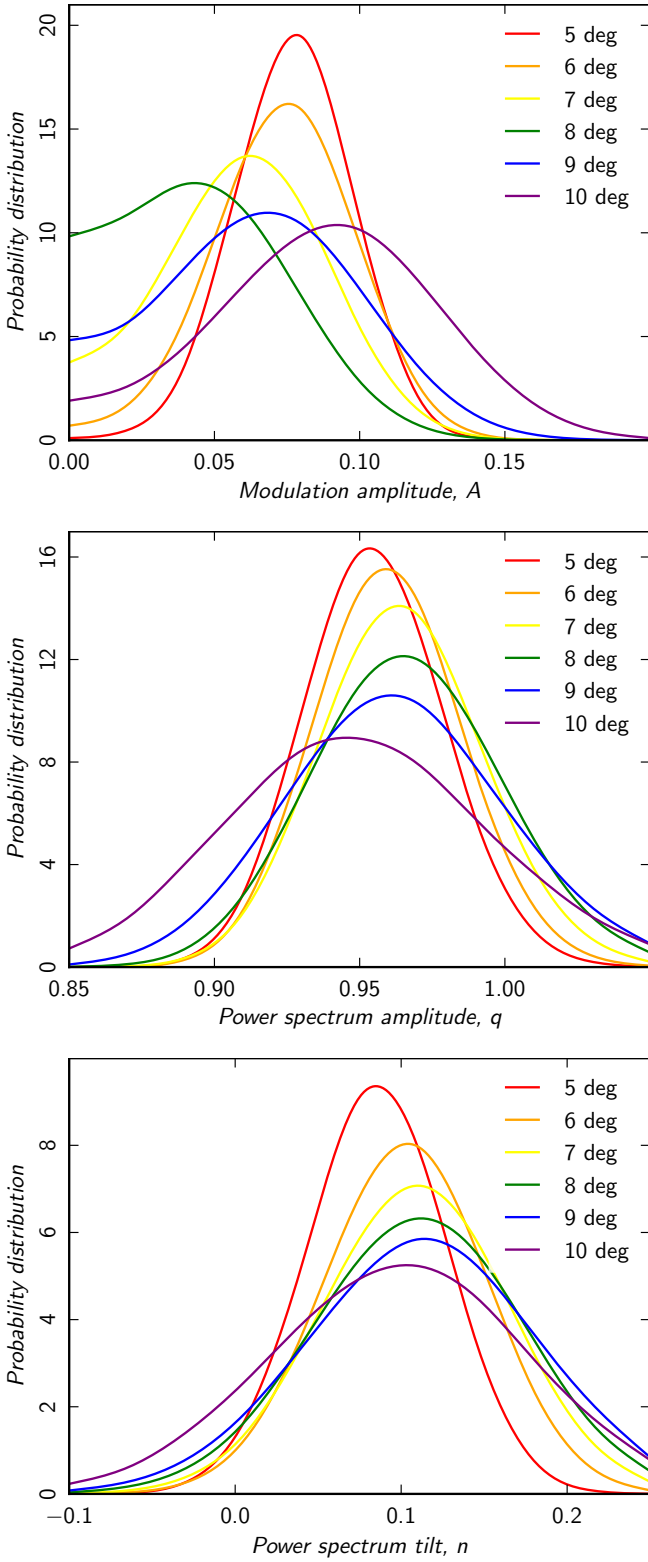 20
15
10
5
0
Probability distribution
5 deg
6 deg
7 deg
8 deg
9 deg
10 deg
0.00 0.05 0.10 0.15
Modulation amplitude, A
16
12
8
4
0
Probability distribution
5 deg
6 deg
7 deg
8 deg
9 deg
10 deg
0.85 0.90 0.95 1.00
Power spectrum amplitude, q
8
6
4
2
0
Probability distribution
5 deg
6 deg
7 deg
8 deg
9 deg
10 deg
−0.1 0.0 0.1 0.2
Power spectrum tilt, n